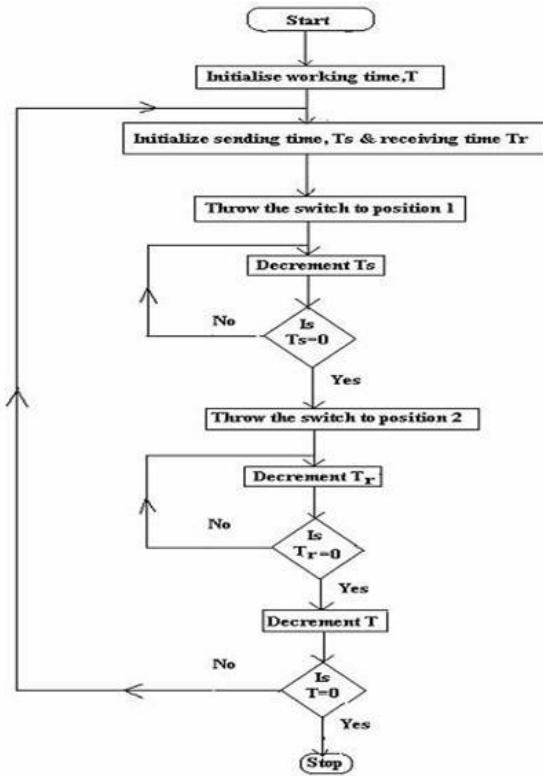 Start
Initialise working time,T
Initialize sending time, Ts & receiving time Tr
Throw the switch to position 1
Decrement Ts
No
Is
Ts=0
Yes
Throw the switch to position 2
Decrement Tr
No
Is
Tr=0
Yes
Decrement T
No
Is
T=0
Yes
Stop